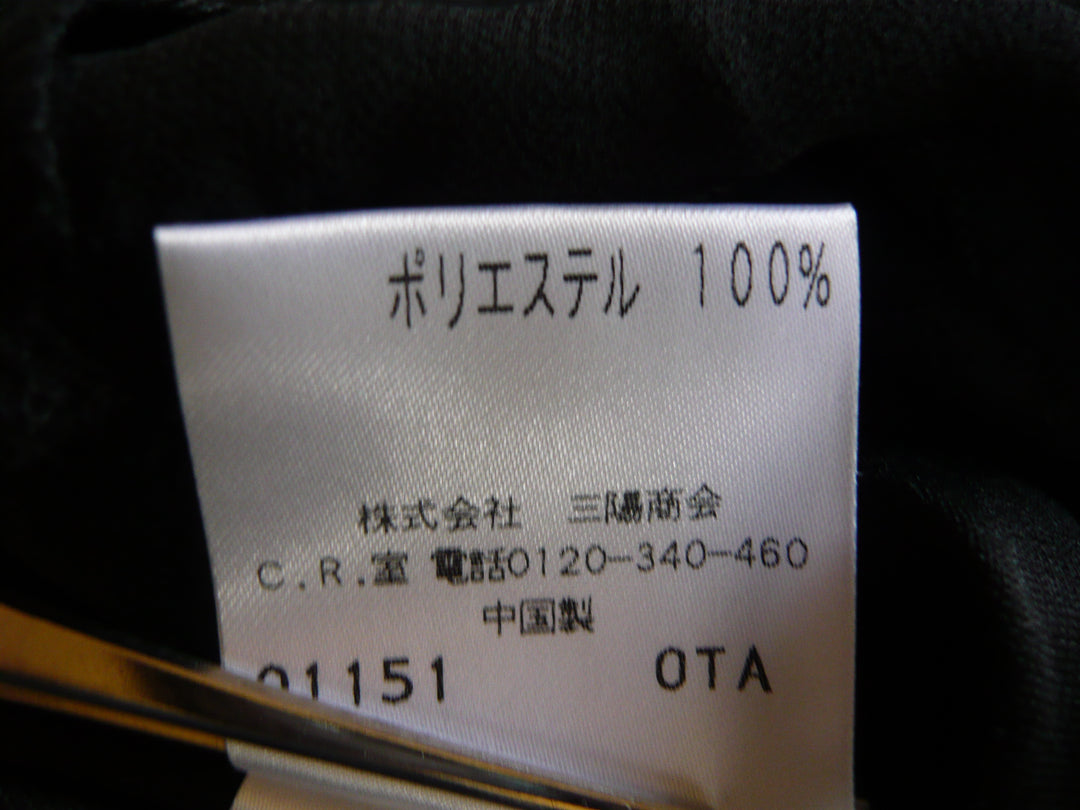 ポリエステル 100%
株式会社 三陽商会
C.R.室 電話0120-340-460
中国製
01151 OTA